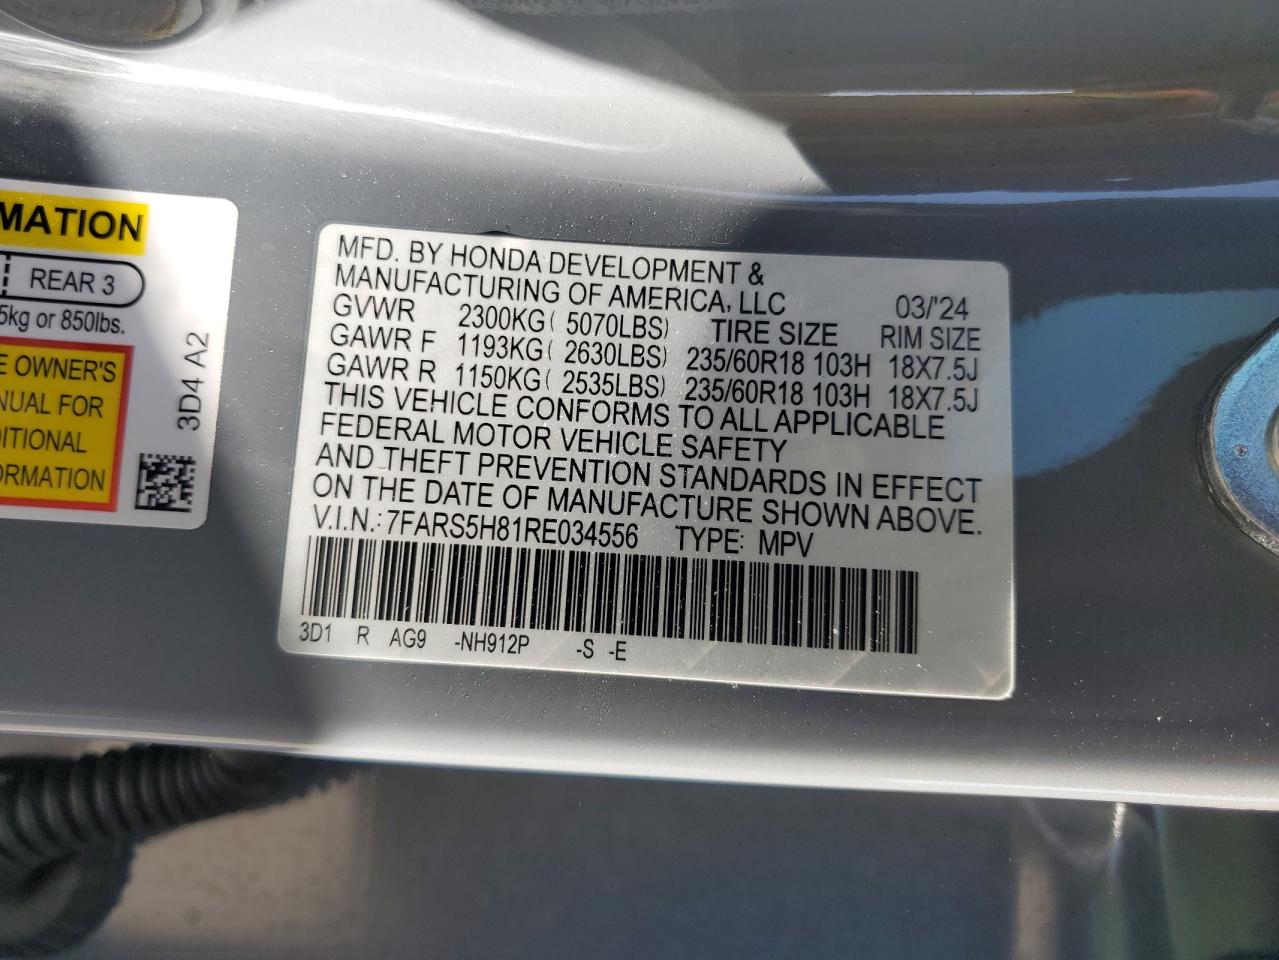 MATION
REAR 3
5kg or 850lbs.
E OWNER'S
NUAL FOR
DITIONAL
ORMATION
3D4 A2
MFD. BY HONDA DEVELOPMENT &
MANUFACTURING OF AMERICA, LLC 03/'24
GVWR 2300KG( 5070LBS) TIRE SIZE RIM SIZE
GAWR F 1193KG( 2630LBS) 235/60R18 103H 18X7.5J
GAWR R 1150KG( 2535LBS) 235/60R18 103H 18X7.5J
THIS VEHICLE CONFORMS TO ALL APPLICABLE
FEDERAL MOTOR VEHICLE SAFETY
AND THEFT PREVENTION STANDARDS IN EFFECT
ON THE DATE OF MANUFACTURE SHOWN ABOVE.
V.I.N.: 7FARS5H81RE034556 TYPE: MPV
3D1 R AG9 -NH912P -S -E